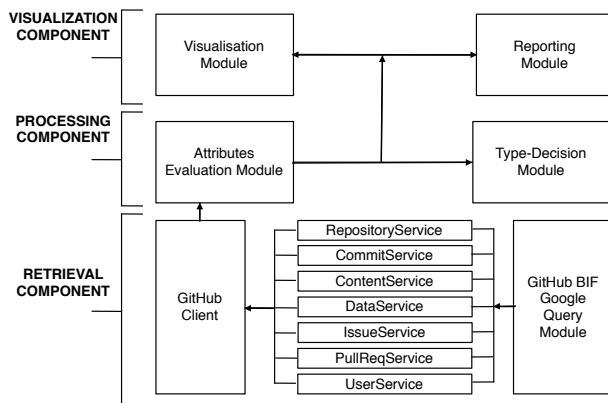 VISUALIZATION
COMPONENT
Visualisation
Module
Reporting
Module
PROCESSING
COMPONENT
Attributes
Evaluation Module
Type-Decision
Module
RETRIEVAL
COMPONENT
GitHub
Client
RepositoryService
CommitService
ContentService
DataService
IssueService
PullReqService
UserService
GitHub BIF
Google
Query
Module